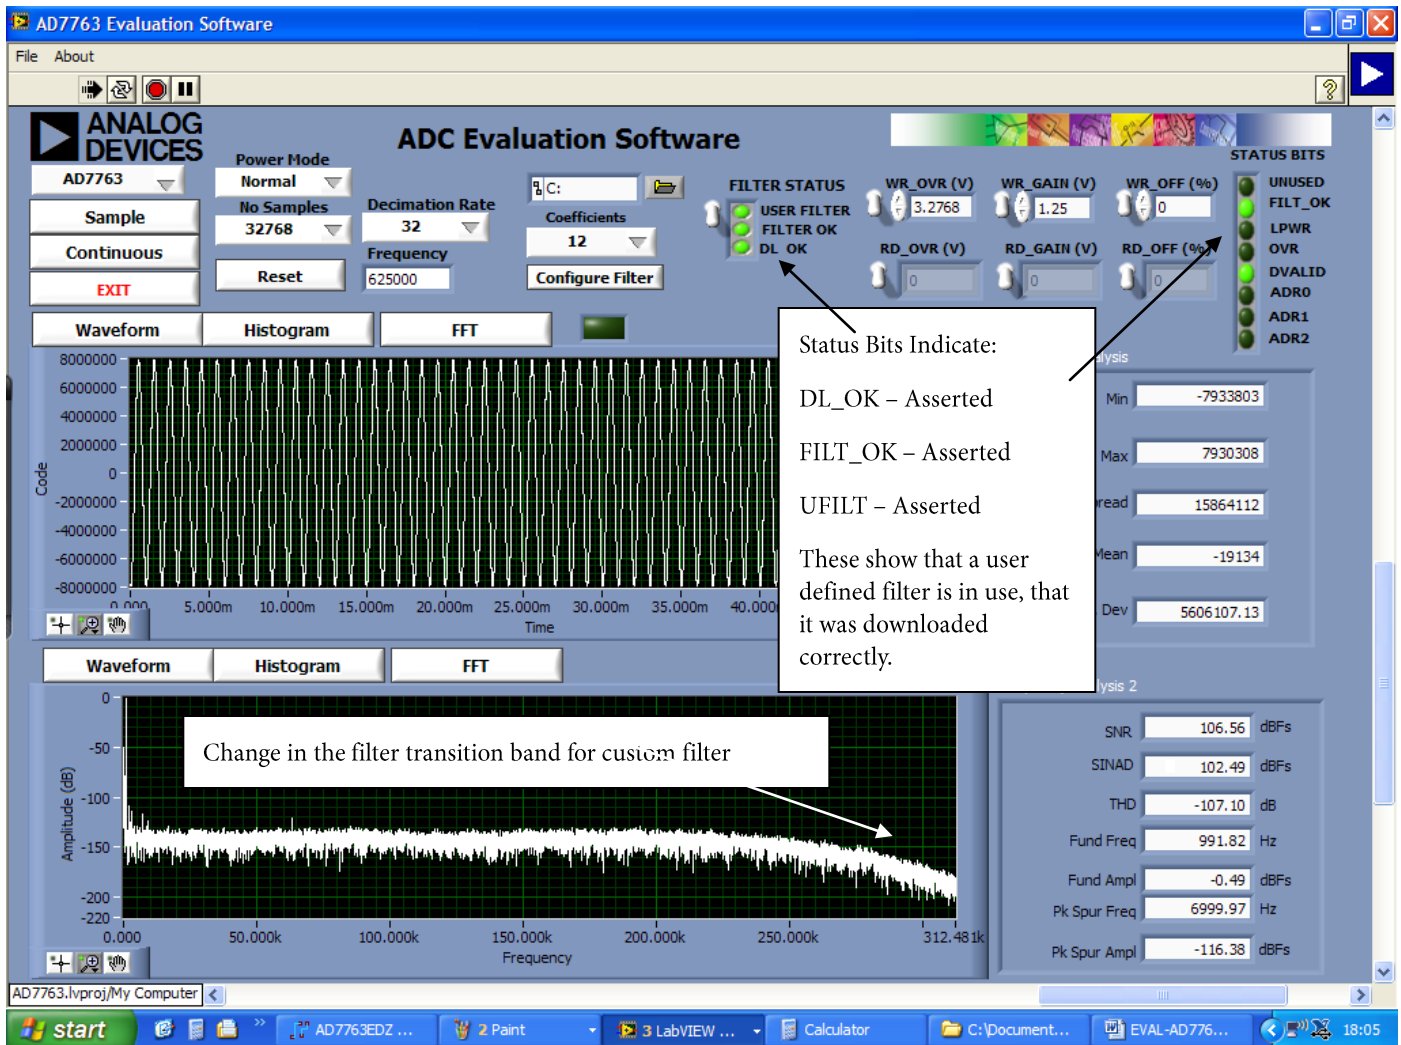 AD7763 Evaluation Software
File About
ANALOG
DEVICES
ADC Evaluation Software
AD7763
Sample
Continuous
EXIT
Power Mode
Normal
No Samples
32768
Reset
Decimation Rate
32
Frequency
625000
C:
Coefficients
12
Configure Filter
FILTER STATUS
USER FILTER
FILTER OK
DL OK
WR_OVR (V)
3.2768
WR_GAIN (V)
1.25
WR_OFF (%)
0
RD_OVR (V)
0
RD_GAIN (V)
0
RD_OFF (%)
0
STATUS BITS
UNUSED
FILT_OK
LPWR
OVR
DVALID
ADR0
ADR1
ADR2
Waveform Histogram FFT
8000000
6000000
4000000
2000000
0
-2000000
-4000000
-6000000
-8000000
Code
0.000 5.000m 10.000m 15.000m 20.000m 25.000m 30.000m 35.000m 40.000
Time
Status Bits Indicate:
DL_OK – Asserted
FILT_OK – Asserted
UFILT – Asserted
These show that a user
defined filter is in use, that
it was downloaded
correctly.
alysis
Min -7933803
Max 7930308
read 15864112
Mean -19134
Dev 5606107.13
Waveform Histogram FFT
0
-50
-100
-150
-200
-220
Amplitude (dB)
Change in the filter transition band for custom filter
0.000 50.000k 100.000k 150.000k 200.000k 250.000k 312.481k
Frequency
lysis 2
SNR 106.56 dBFs
SINAD 102.49 dBFs
THD -107.10 dB
Fund Freq 991.82 Hz
Fund Ampl -0.49 dBFs
Pk Spur Freq 6999.97 Hz
Pk Spur Ampl -116.38 dBFs
AD7763.lvproj/My Computer
start AD7763EDZ ... 2 Paint 3 LabVIEW ... Calculator C:\Document... EVAL-AD776... 18:05